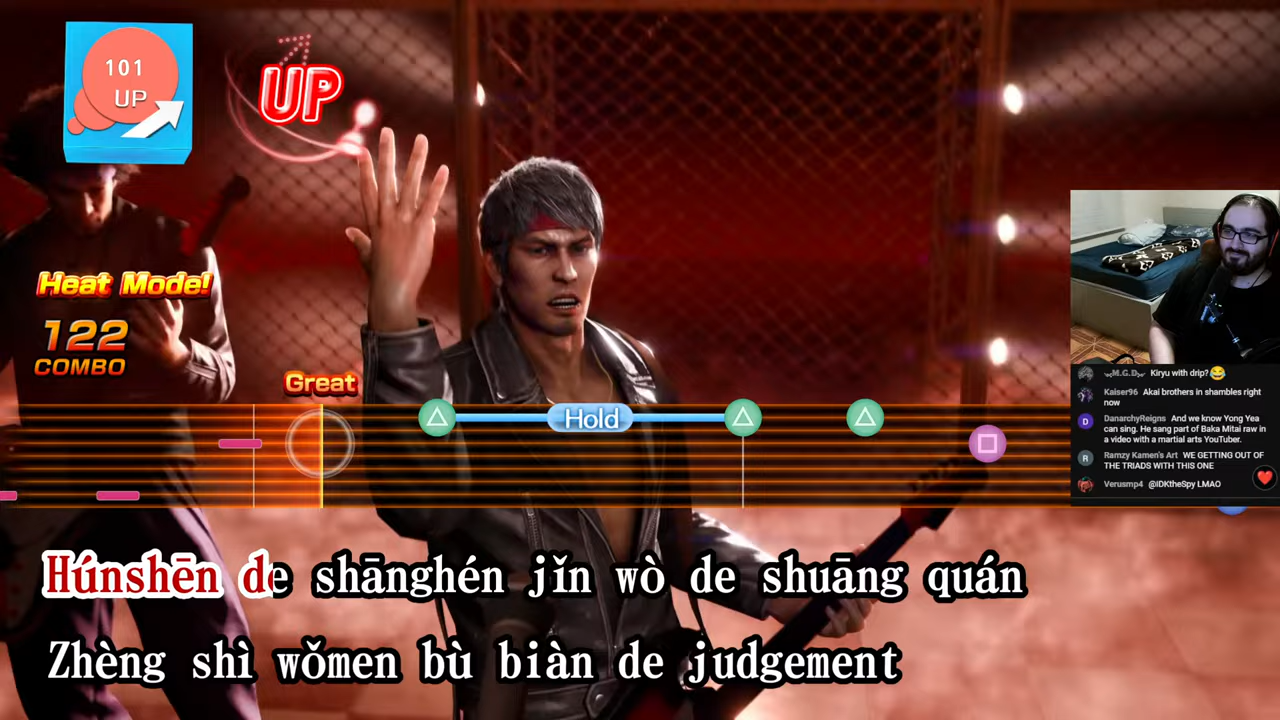 101
UP
UP
Heat Mode!
122
COMBO
Great
Hold
M.G.D Kiryu with drip?😂
Kaiser96 Akai brothers in shambles right
now
D DanarchyReigns And we know Yong Yea
can sing. He sang part of Baka Mitai raw in
a video with a martial arts YouTuber.
R Ramzy Kamen's Art WE GETTING OUT OF
THE TRIADS WITH THIS ONE
Verusmp4 @IDKtheSpy LMAO
Húnshēn de shānghén jǐn wò de shuāng quán
Zhèng shì wǒmen bù biàn de judgement